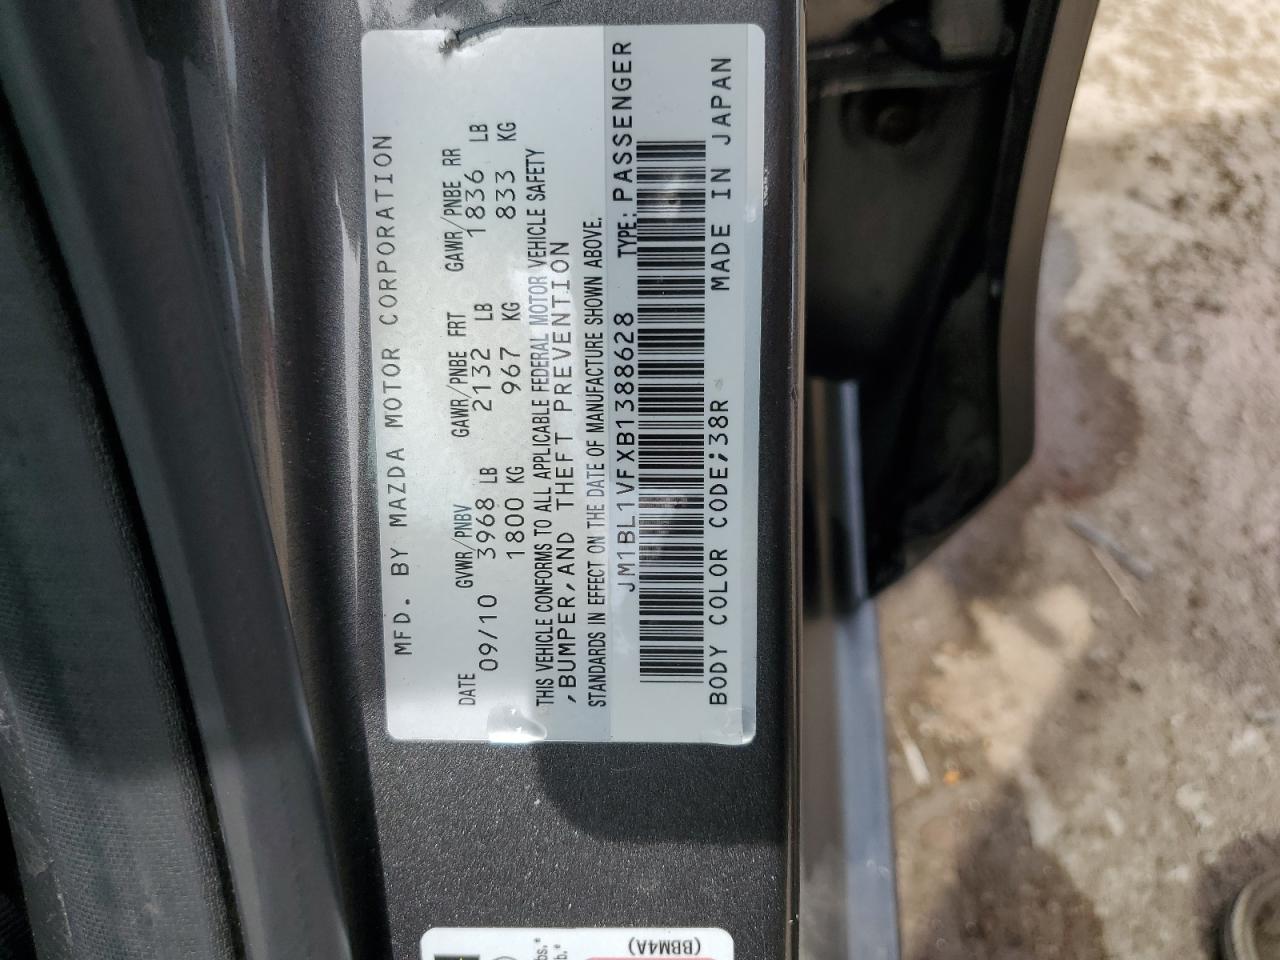 MFD. BY MAZDA MOTOR CORPORATION
DATE GVWR/PNBV GAWR/PNBE FRT GAWR/PNBE RR
09/10 3968 LB 2132 LB 1836 LB
1800 KG 967 KG 833 KG
THIS VEHICLE CONFORMS TO ALL APPLICABLE FEDERAL MOTOR VEHICLE SAFETY
,BUMPER,AND THEFT PREVENTION
STANDARDS IN EFFECT ON THE DATE OF MANUFACTURE SHOWN ABOVE.
JM1BL1VFXB1388628 TYPE: PASSENGER
BODY COLOR CODE;38R MADE IN JAPAN
(BBM4A)